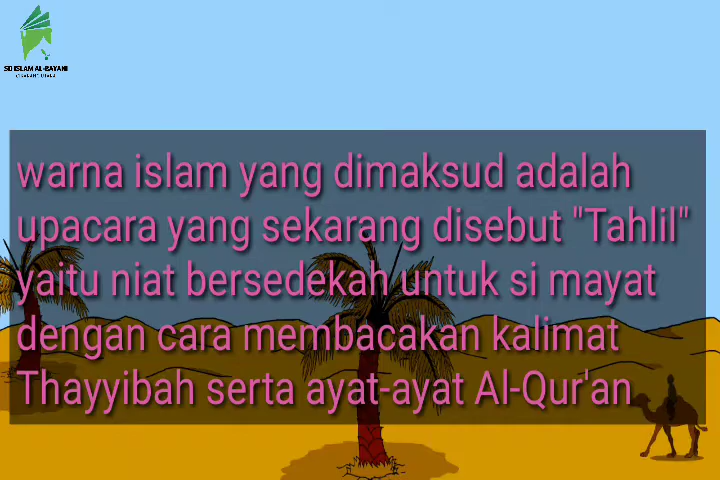 SD ISLAM AL-BAYANI
warna islam yang dimaksud adalah
upacara yang sekarang disebut "Tahlil"
yaitu niat bersedekah untuk si mayat
dengan cara membacakan kalimat
Thayyibah serta ayat-ayat Al-Qur'an